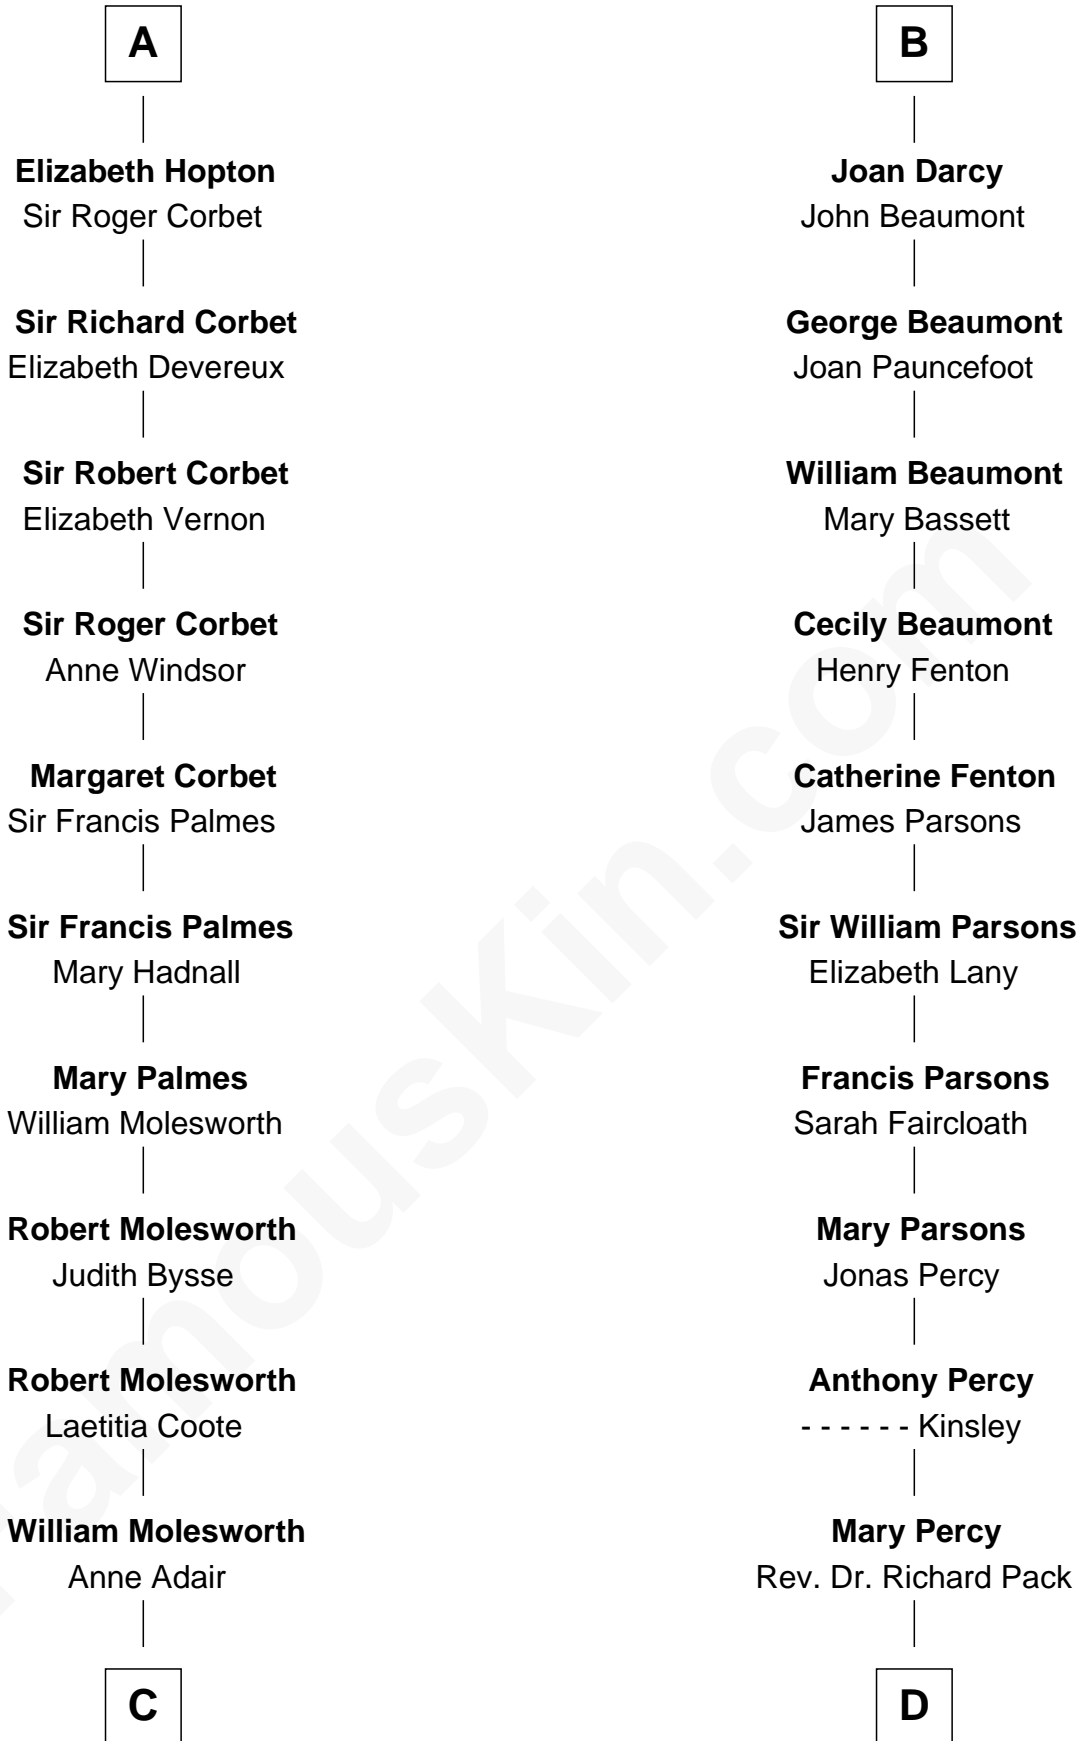 A
Elizabeth Hopton
Sir Roger Corbet
Sir Richard Corbet
Elizabeth Devereux
Sir Robert Corbet
Elizabeth Vernon
Sir Roger Corbet
Anne Windsor
Margaret Corbet
Sir Francis Palmes
Sir Francis Palmes
Mary Hadnall
Mary Palmes
William Molesworth
Robert Molesworth
Judith Bysse
Robert Molesworth
Laetitia Coote
William Molesworth
Anne Adair
C
B
Joan Darcy
John Beaumont
George Beaumont
Joan Pauncefoot
William Beaumont
Mary Bassett
Cecily Beaumont
Henry Fenton
Catherine Fenton
James Parsons
Sir William Parsons
Elizabeth Lany
Francis Parsons
Sarah Faircloath
Mary Parsons
Jonas Percy
Anthony Percy
- - - - - - Kinsley
Mary Percy
Rev. Dr. Richard Pack
D
FamousKin.com